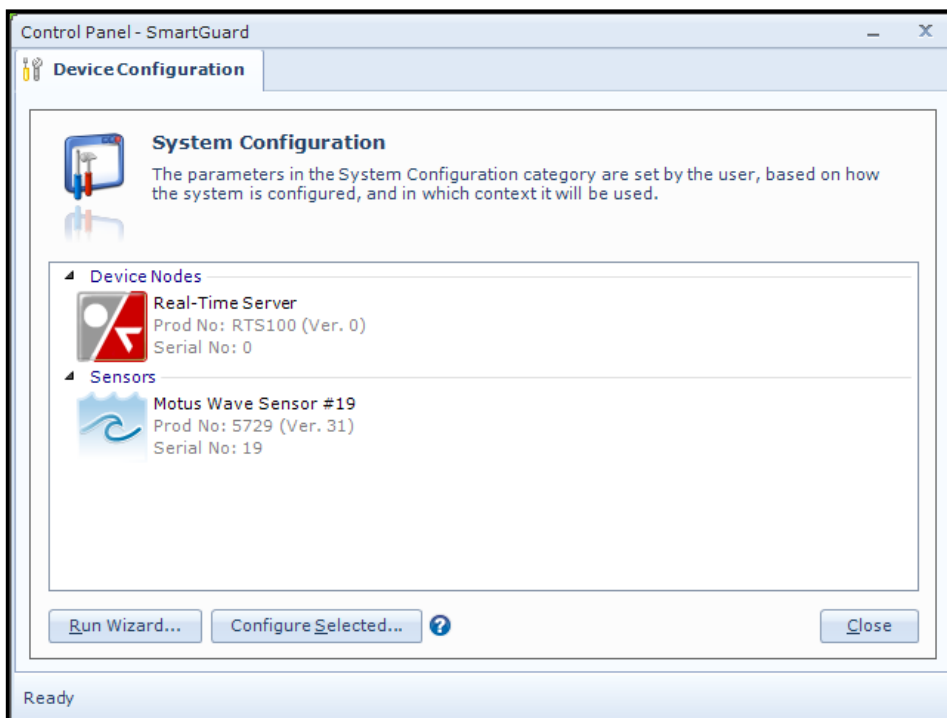 Control Panel - SmartGuard
Device Configuration
System Configuration
The parameters in the System Configuration category are set by the user, based on how
the system is configured, and in which context it will be used.
Device Nodes
Real-Time Server
Prod No: RTS100 (Ver. 0)
Serial No: 0
Sensors
Motus Wave Sensor #19
Prod No: 5729 (Ver. 31)
Serial No: 19
Run Wizard... Configure Selected... ? Close
Ready